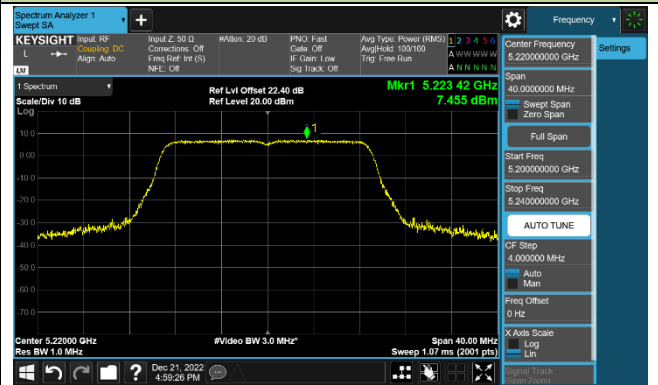 Spectrum Analyzer 1
Swept SA
Frequency
KEYSIGHT
L
LXI
Input: RF
Coupling: DC
Align: Auto
Input Z: 50 Ω
Corrections: Off
Freq Ref: Int (S)
NFE: Off
#Atten: 20 dB
PNO: Fast
Gate: Off
IF Gain: Low
Sig Track: Off
Avg Type: Power (RMS)
Avg|Hold: 100/100
Trig: Free Run
1 2 3 4 5 6
A W W W W W
A N N N N N
Center Frequency
5.220000000 GHz
Settings
Span
40.0000000 MHz
Swept Span
Zero Span
Full Span
Start Freq
5.200000000 GHz
Stop Freq
5.240000000 GHz
AUTO TUNE
CF Step
4.000000 MHz
Auto
Man
Freq Offset
0 Hz
X Axis Scale
Log
Lin
Signal Track
(Span Zoom)
1 Spectrum
Scale/Div 10 dB
Log
Ref Lvl Offset 22.40 dB
Ref Level 20.00 dBm
Mkr1 5.223 42 GHz
7.455 dBm
1
10.0
0.00
-10.0
-20.0
-30.0
-40.0
-50.0
-60.0
-70.0
Center 5.22000 GHz
Res BW 1.0 MHz
#Video BW 3.0 MHz*
Span 40.00 MHz
Sweep 1.07 ms (2001 pts)
?
Dec 21, 2022
4:59:26 PM